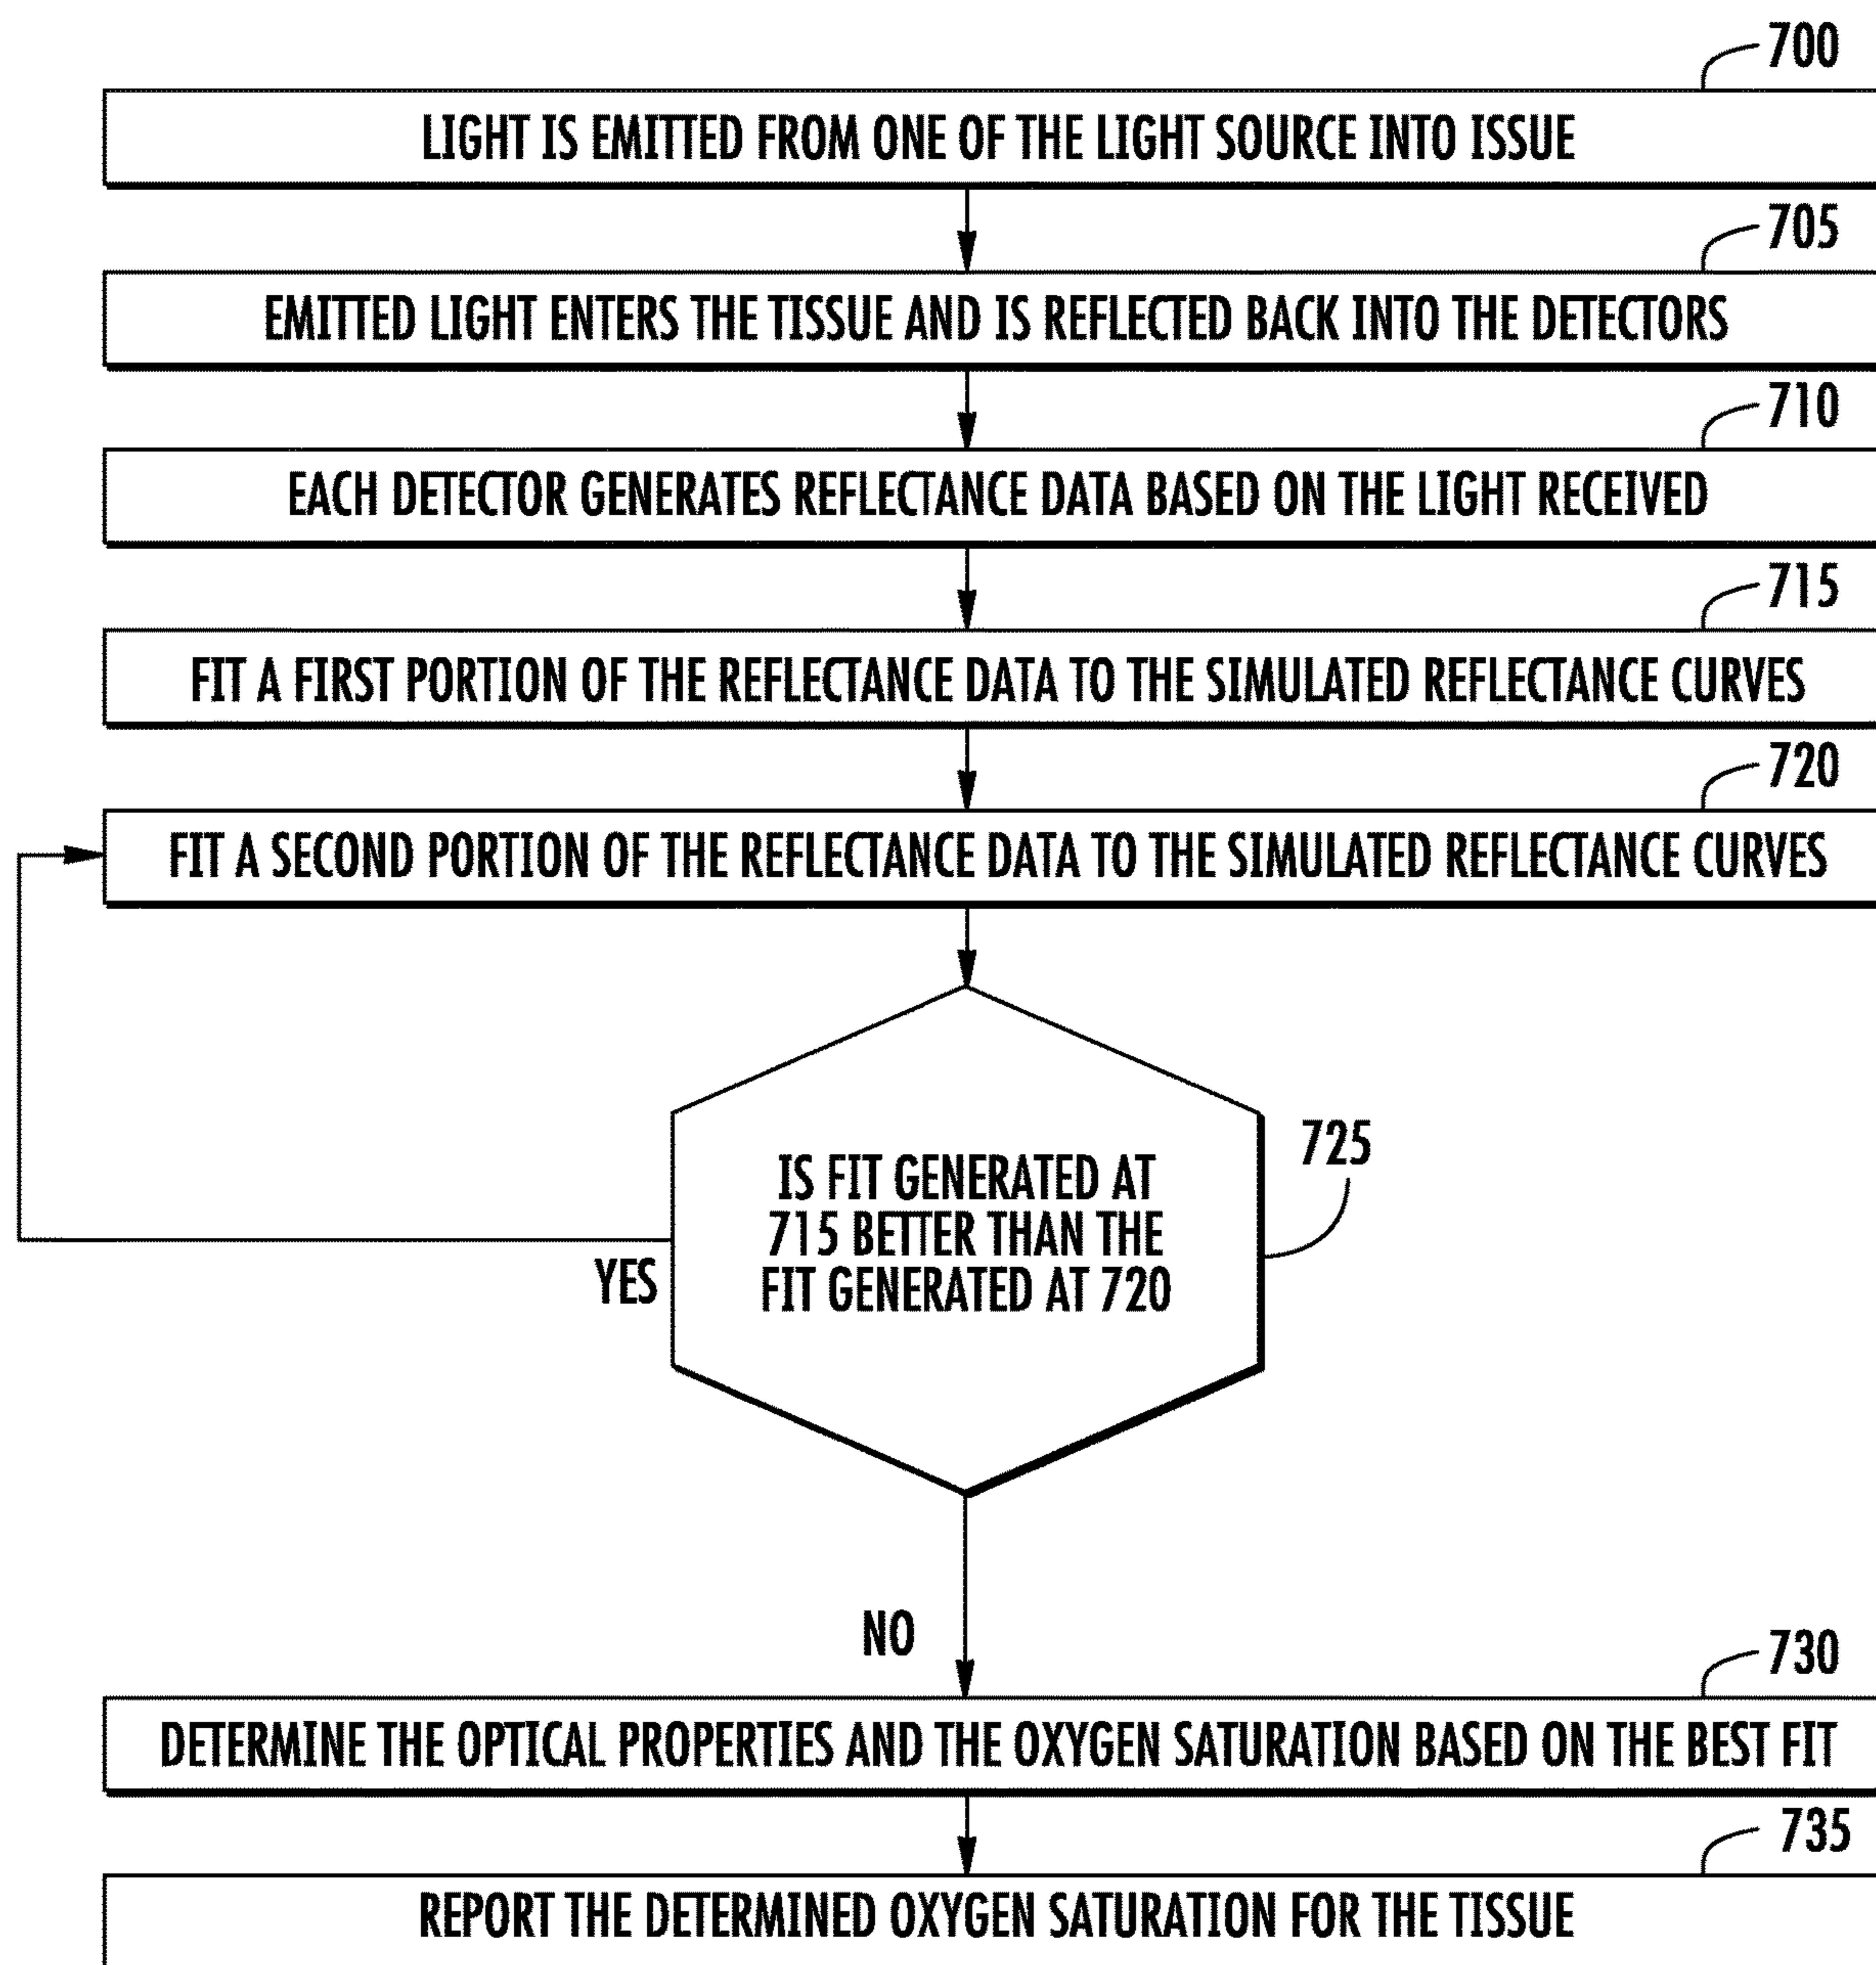 700
LIGHT IS EMITTED FROM ONE OF THE LIGHT SOURCE INTO ISSUE
705
EMITTED LIGHT ENTERS THE TISSUE AND IS REFLECTED BACK INTO THE DETECTORS
710
EACH DETECTOR GENERATES REFLECTANCE DATA BASED ON THE LIGHT RECEIVED
715
FIT A FIRST PORTION OF THE REFLECTANCE DATA TO THE SIMULATED REFLECTANCE CURVES
720
FIT A SECOND PORTION OF THE REFLECTANCE DATA TO THE SIMULATED REFLECTANCE CURVES
725
IS FIT GENERATED AT
715 BETTER THAN THE
FIT GENERATED AT 720
YES
NO
730
DETERMINE THE OPTICAL PROPERTIES AND THE OXYGEN SATURATION BASED ON THE BEST FIT
735
REPORT THE DETERMINED OXYGEN SATURATION FOR THE TISSUE